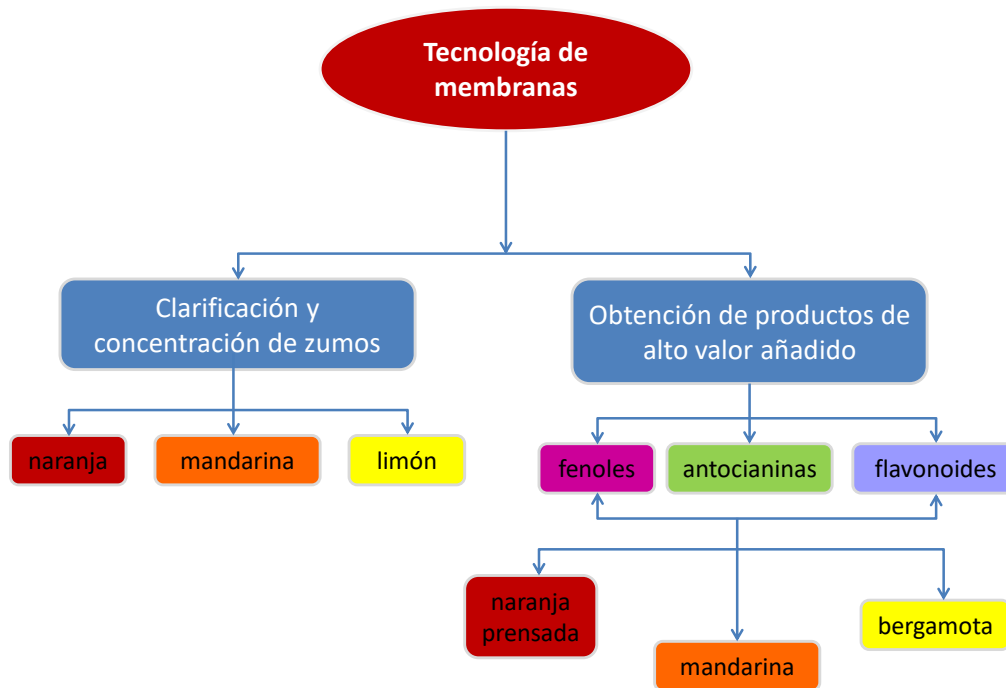 Tecnología de
membranas
Clarificación y
concentración de zumos
Obtención de productos de
alto valor añadido
naranja
mandarina
limón
fenoles
antocianinas
flavonoides
naranja
prensada
mandarina
bergamota